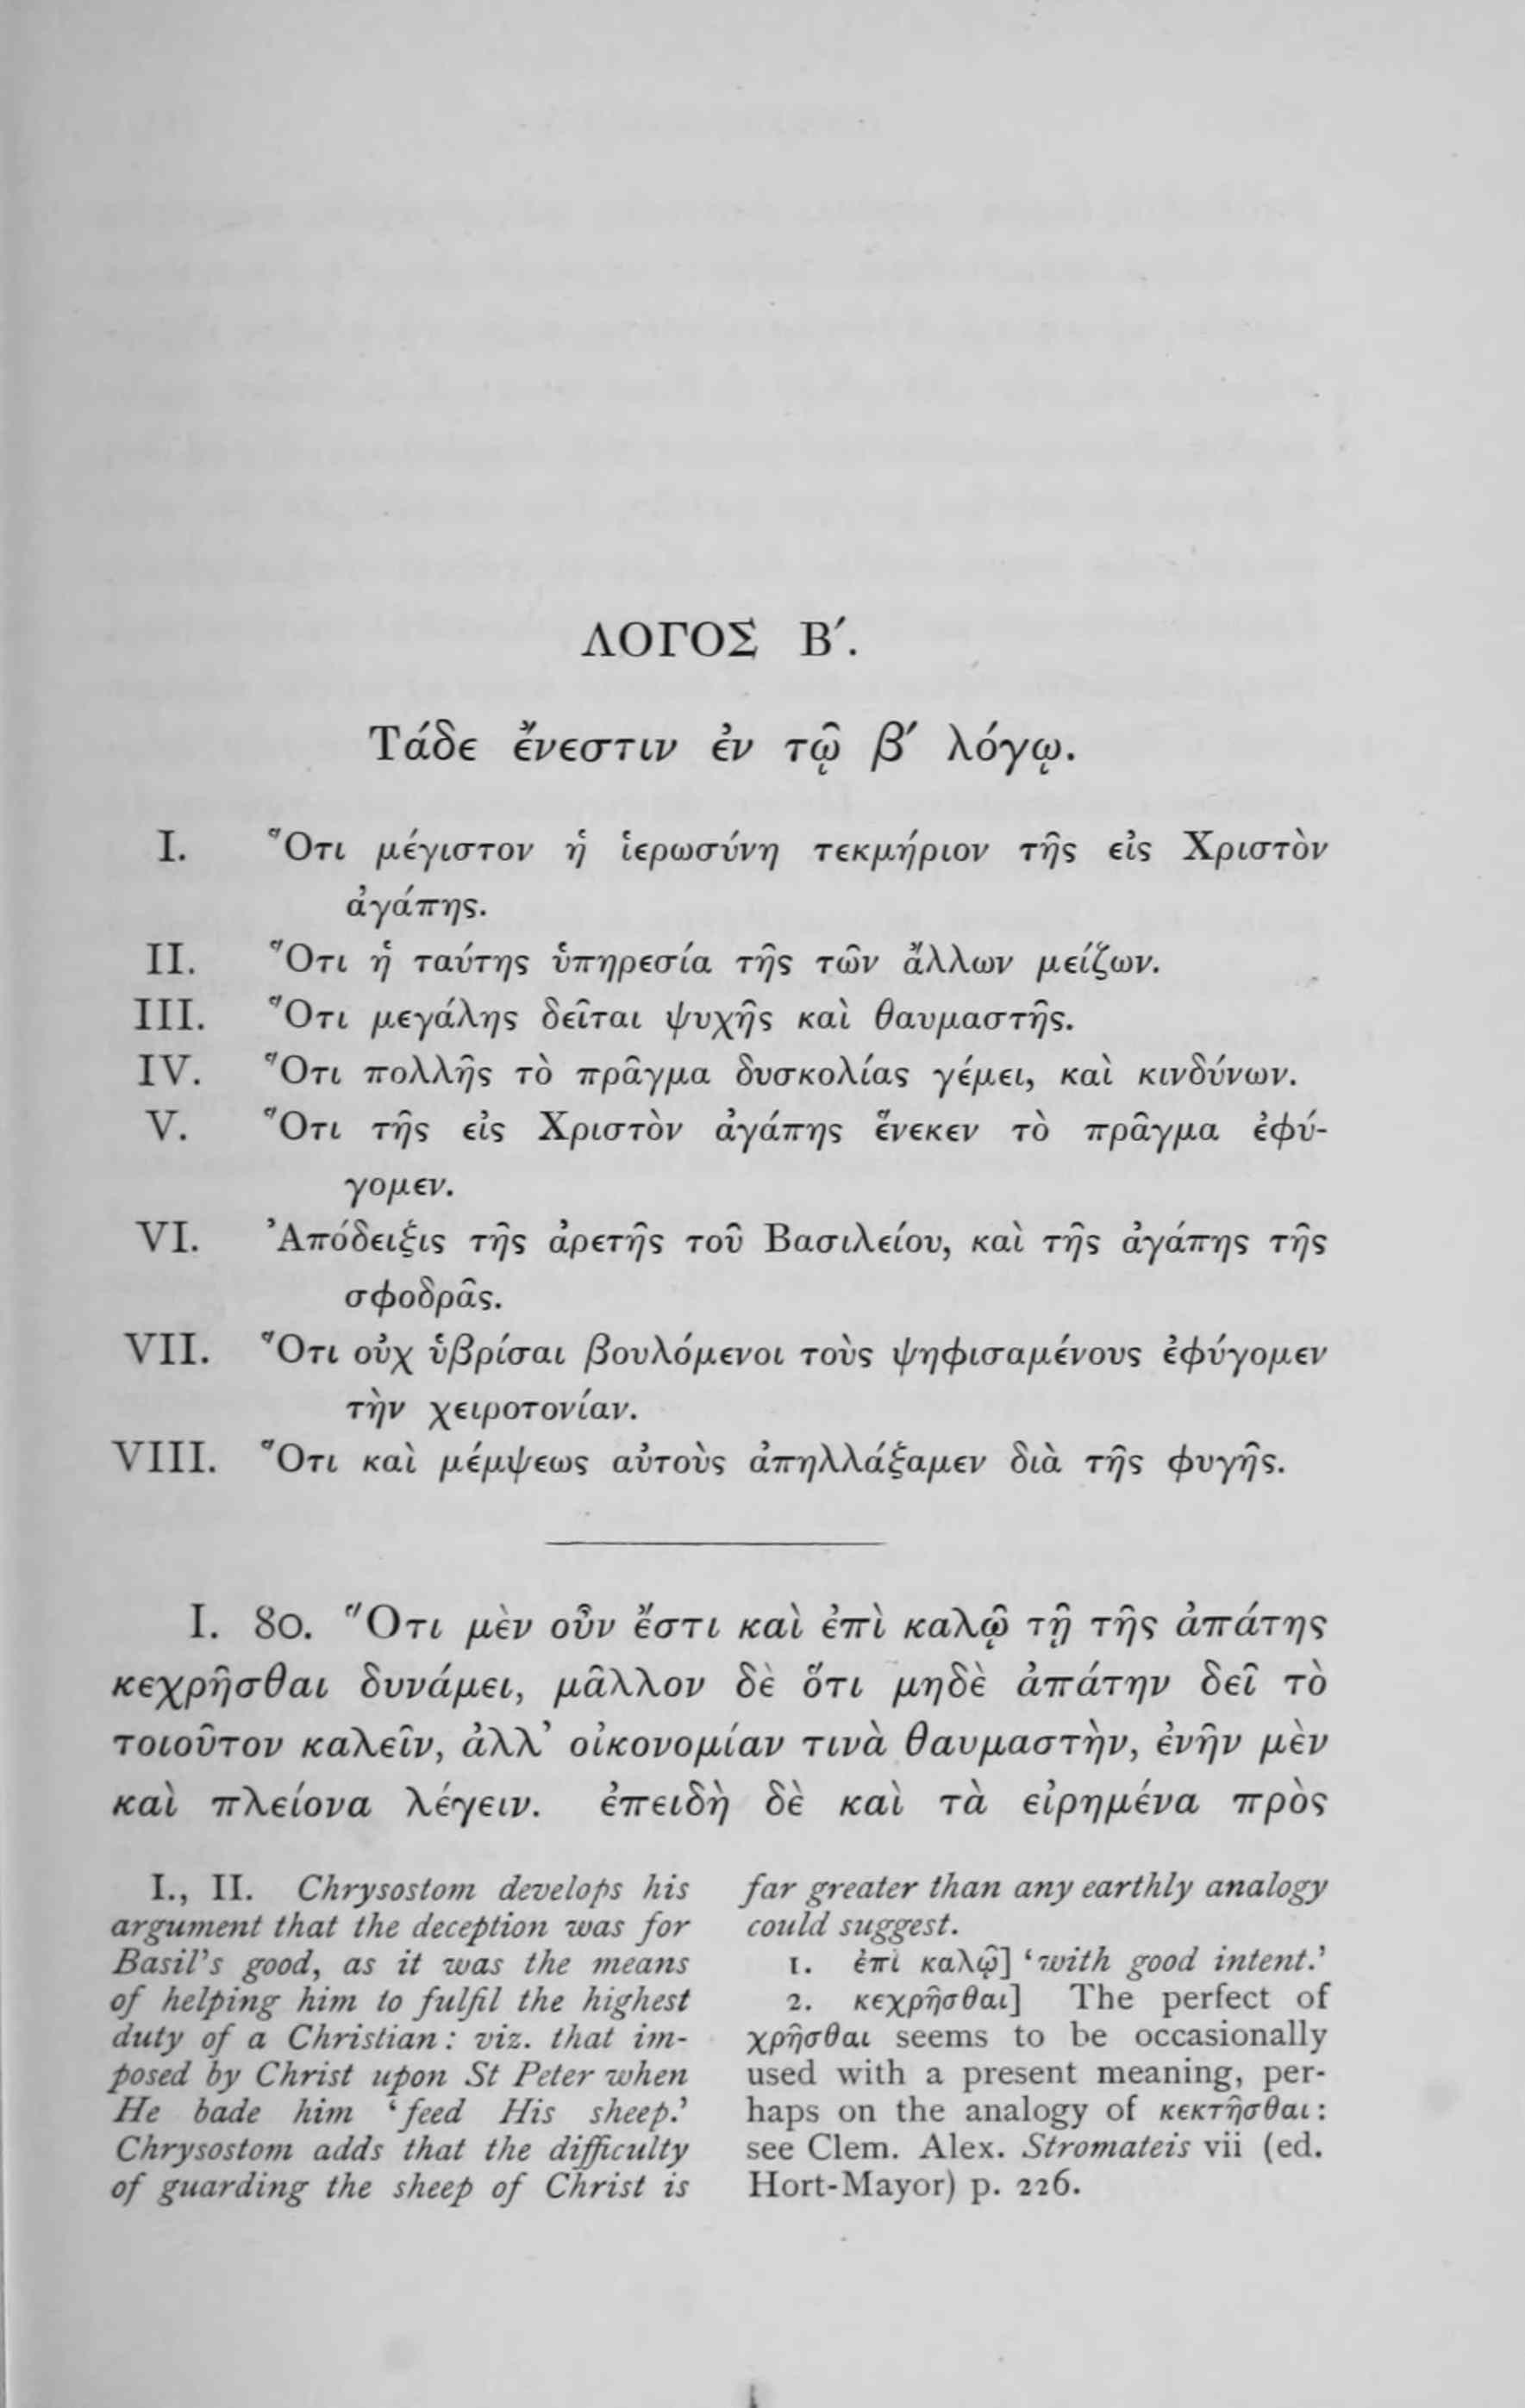 ΛΟΓΟΣ Β′.
Τάδε ἔνεστιν ἐν τῷ β′ λόγῳ.
I. Ὅτι μέγιστον ἡ ἱερωσύνη τεκμήριον τῆς εἰς Χριστὸν
ἀγάπης.
II. Ὅτι ἡ ταύτης ὑπηρεσία τῆς τῶν ἄλλων μείζων.
III. Ὅτι μεγάλης δεῖται ψυχῆς καὶ θαυμαστῆς.
IV. Ὅτι πολλῆς τὸ πρᾶγμα δυσκολίας γέμει, καὶ κινδύνων.
V. Ὅτι τῆς εἰς Χριστὸν ἀγάπης ἕνεκεν τὸ πρᾶγμα ἐφύ-
γομεν.
VI. Ἀπόδειξις τῆς ἀρετῆς τοῦ Βασιλείου, καὶ τῆς ἀγάπης τῆς
σφοδρᾶς.
VII. Ὅτι οὐχ ὑβρίσαι βουλόμενοι τοὺς ψηφισαμένους ἐφύγομεν
τὴν χειροτονίαν.
VIII. Ὅτι καὶ μέμψεως αὐτοὺς ἀπηλλάξαμεν διὰ τῆς φυγῆς.
I. 80. Ὅτι μὲν οὖν ἔστι καὶ ἐπὶ καλῷ τῇ τῆς ἀπάτης
κεχρῆσθαι δυνάμει, μᾶλλον δὲ ὅτι μηδὲ ἀπάτην δεῖ τὸ
τοιοῦτον καλεῖν, ἀλλ’ οἰκονομίαν τινὰ θαυμαστὴν, ἐνῆν μὲν
καὶ πλείονα λέγειν. ἐπειδὴ δὲ καὶ τὰ εἰρημένα πρὸς
I., II. Chrysostom develops his
argument that the deception was for
Basil's good, as it was the means
of helping him to fulfil the highest
duty of a Christian: viz. that im-
posed by Christ upon St Peter when
He bade him ‘feed His sheep.’
Chrysostom adds that the difficulty
of guarding the sheep of Christ is
far greater than any earthly analogy
could suggest.
1. ἐπὶ καλῷ] ‘with good intent.’
2. κεχρῆσθαι] The perfect of
χρῆσθαι seems to be occasionally
used with a present meaning, per-
haps on the analogy of κεκτῆσθαι:
see Clem. Alex. Stromateis vii (ed.
Hort-Mayor) p. 226.